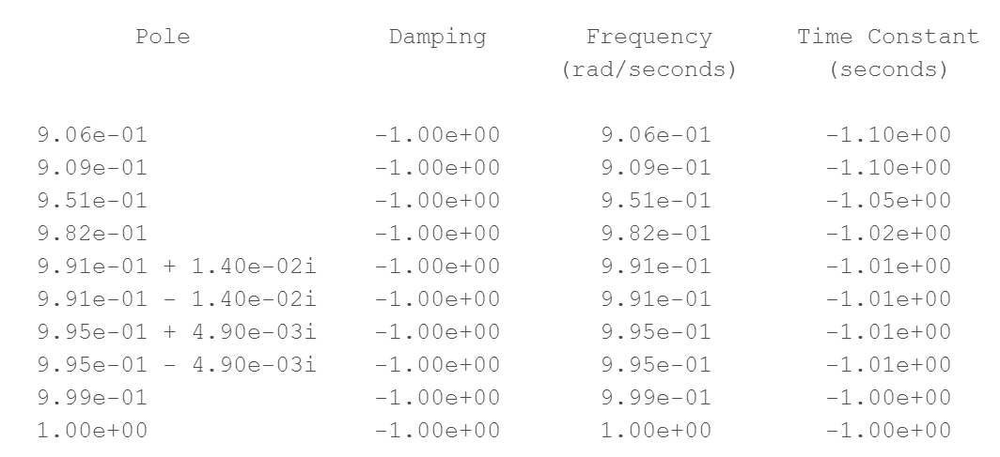 Pole Damping Frequency Time Constant
(rad/seconds) (seconds)
9.06e-01 -1.00e+00 9.06e-01 -1.10e+00
9.09e-01 -1.00e+00 9.09e-01 -1.10e+00
9.51e-01 -1.00e+00 9.51e-01 -1.05e+00
9.82e-01 -1.00e+00 9.82e-01 -1.02e+00
9.91e-01 + 1.40e-02i -1.00e+00 9.91e-01 -1.01e+00
9.91e-01 - 1.40e-02i -1.00e+00 9.91e-01 -1.01e+00
9.95e-01 + 4.90e-03i -1.00e+00 9.95e-01 -1.01e+00
9.95e-01 - 4.90e-03i -1.00e+00 9.95e-01 -1.01e+00
9.99e-01 -1.00e+00 9.99e-01 -1.00e+00
1.00e+00 -1.00e+00 1.00e+00 -1.00e+00